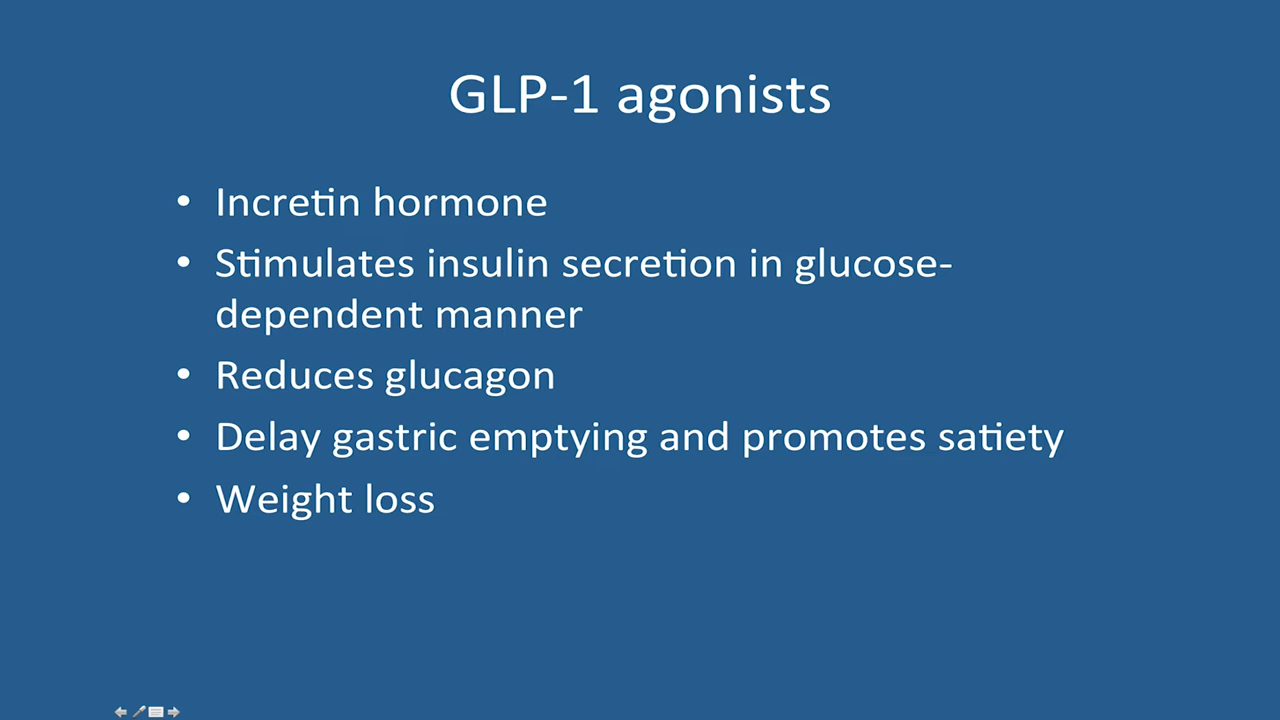 GLP-1 agonists
• Incretin hormone
• Stimulates insulin secretion in glucose-
dependent manner
• Reduces glucagon
• Delay gastric emptying and promotes satiety
• Weight loss